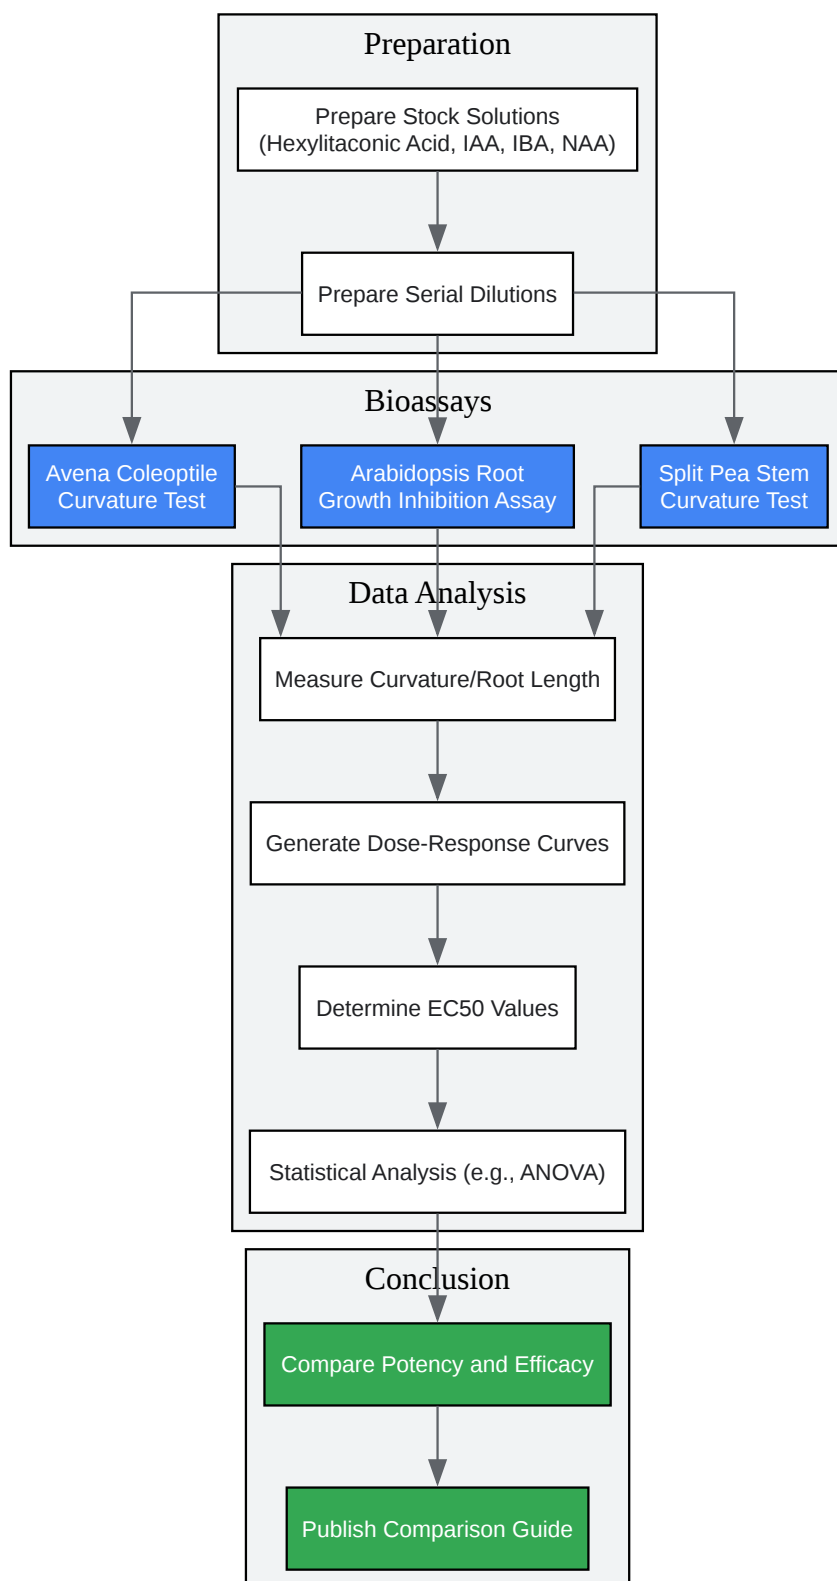 Preparation
Prepare Stock Solutions
(Hexylitaconic Acid, IAA, IBA, NAA)
Prepare Serial Dilutions
Bioassays
Avena Coleoptile
Curvature Test
Arabidopsis Root
Growth Inhibition Assay
Split Pea Stem
Curvature Test
Data Analysis
Measure Curvature/Root Length
Generate Dose-Response Curves
Determine EC50 Values
Statistical Analysis (e.g., ANOVA)
Conclusion
Compare Potency and Efficacy
Publish Comparison Guide